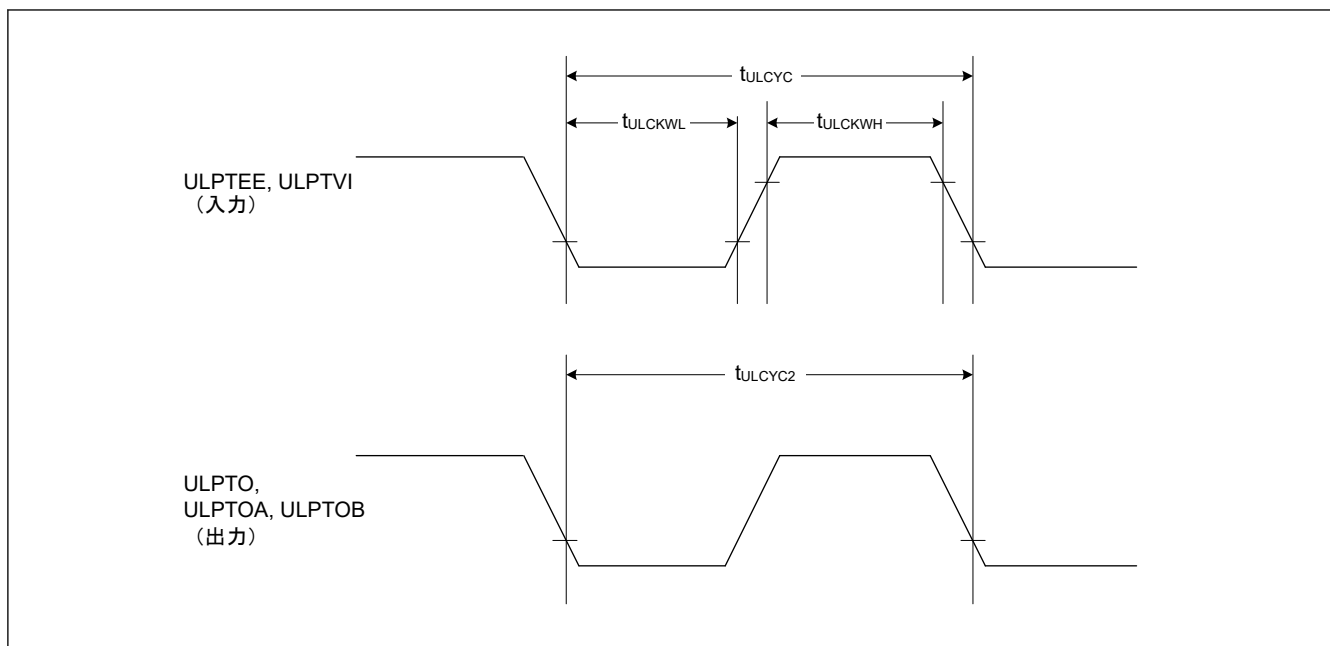 tULCYC
tULCKWL
tULCKWH
ULPTEE, ULPTVI
（入力）
tULCYC2
ULPTO,
ULPTOA, ULPTOB
（出力）